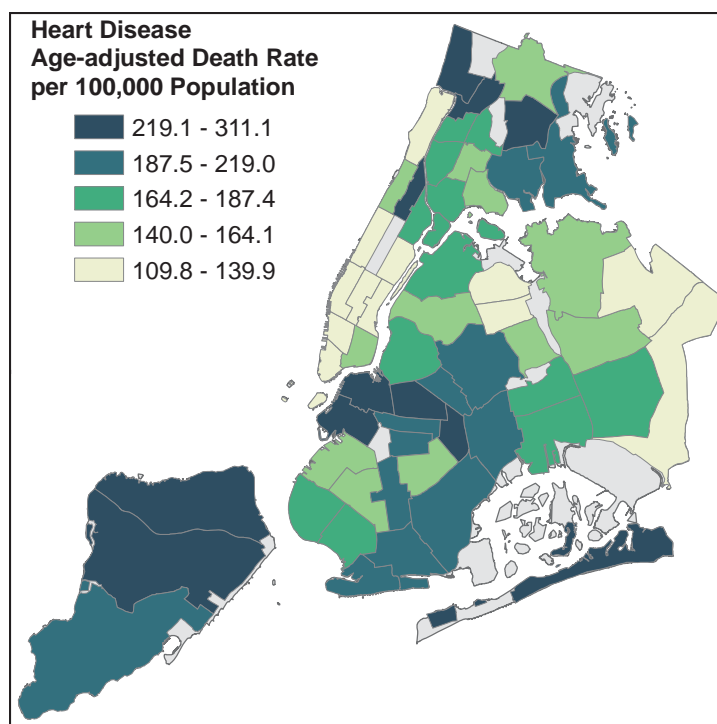 Heart Disease
Age-adjusted Death Rate
per 100,000 Population
219.1 - 311.1
187.5 - 219.0
164.2 - 187.4
140.0 - 164.1
109.8 - 139.9